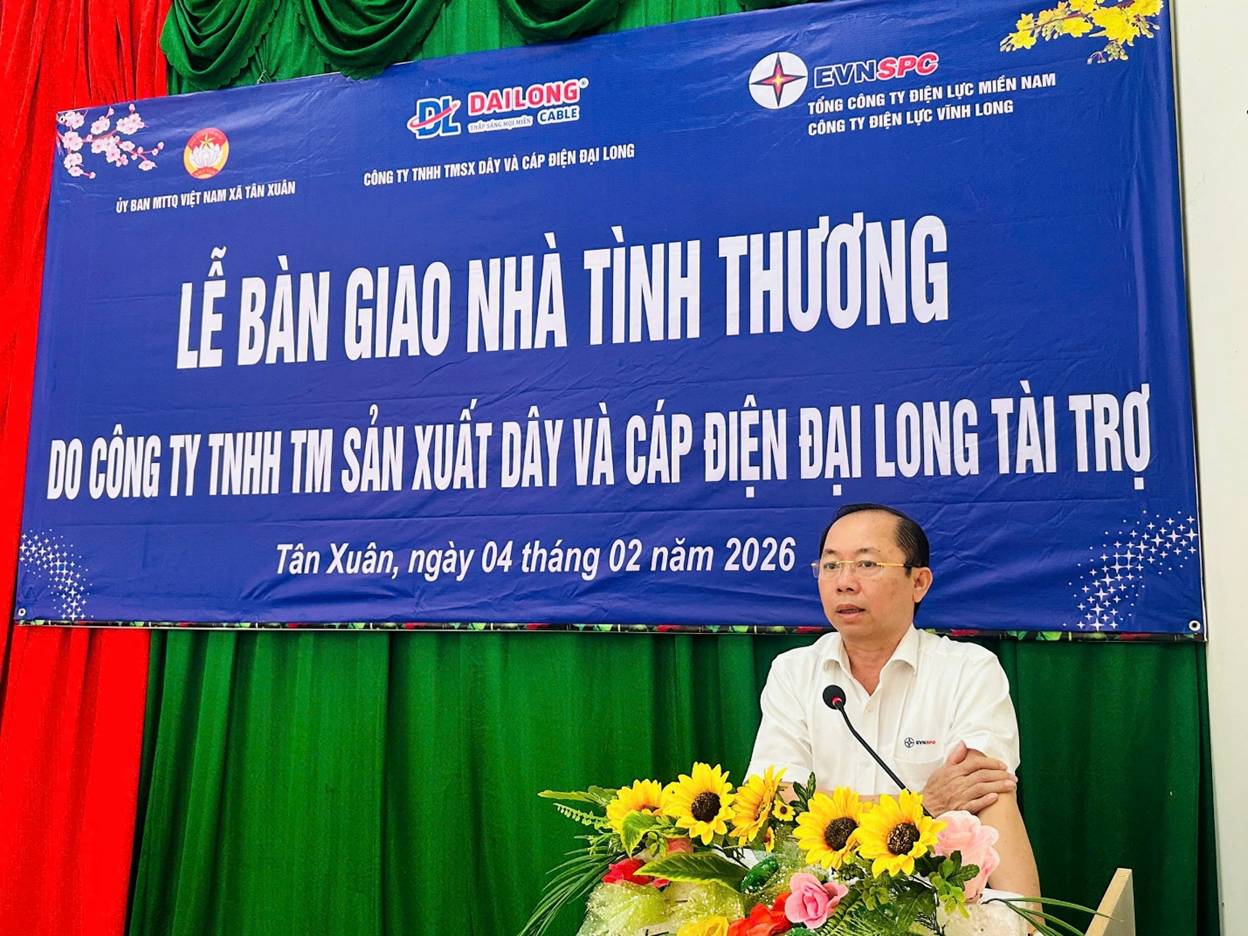 DAILONG®
CABLE
DL
THẮP SÁNG MỌI MIỀN
EVNSPC
TỔNG CÔNG TY ĐIỆN LỰC MIỀN NAM
CÔNG TY ĐIỆN LỰC VĨNH LONG
CÔNG TY TNHH TMSX DÂY VÀ CÁP ĐIỆN ĐẠI LONG
ỦY BAN MTTQ VIỆT NAM XÃ TÂN XUÂN
LỄ BÀN GIAO NHÀ TÌNH THƯƠNG
DO CÔNG TY TNHH TM SẢN XUẤT DÂY VÀ CÁP ĐIỆN ĐẠI LONG TÀI TRỢ
Tân Xuân, ngày 04 tháng 02 năm 2026
EVNSPC